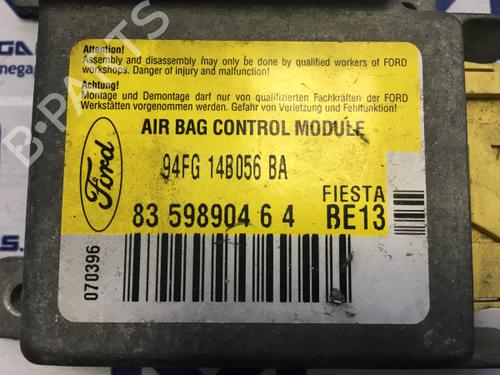 Attention!
Assembly and disassembly may only be done by qualified workers of FORD
workshops. Danger of injury and malfunction!
Achtung!
Montage und Demontage darf nur von qualifizierten Fachkräften der FORD
Werkstätten vorgenommen werden. Gefahr von Verletzung und Fehlfunktion!
Ford
AIR BAG CONTROL MODULE
94FG 14B056 BA
FIESTA
83 5989046 4 BE13
070396
B-PARTS